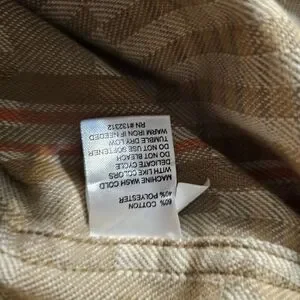 60% COTTON
40% POLYESTER
MACHINE WASH COLD
WITH LIKE COLORS
DELICATE CYCLE
DO NOT BLEACH
DO NOT USE SOFTENER
TUMBLE DRY LOW
WARM IRON IF NEEDED
RN #132312